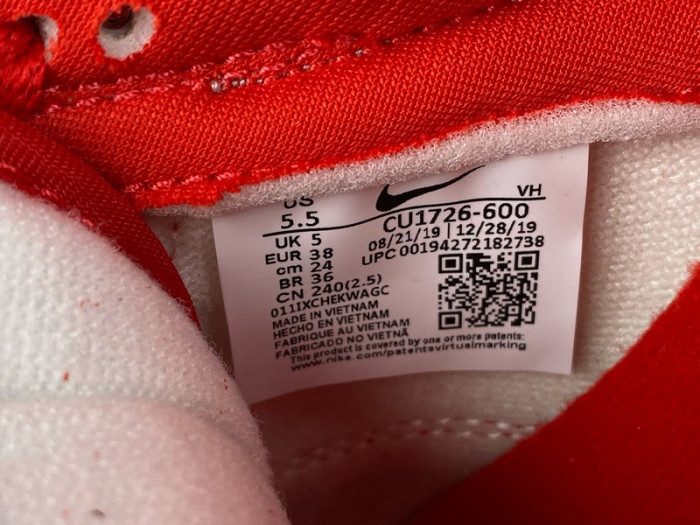 US
5.5
UK 5
EUR 38
cm 24
BR 36
CN 240(2.5)
VH
CU1726-600
08/21/19 | 12/28/19
UPC 00194272182738
011IXCHEKWAGC
MADE IN VIETNAM
HECHO EN VIETNAM
FABRIQUE AU VIETNAM
FABRICADO NO VIETNÃ
This product is covered by one or more patents:
www.nike.com/patentsvirtualmarking